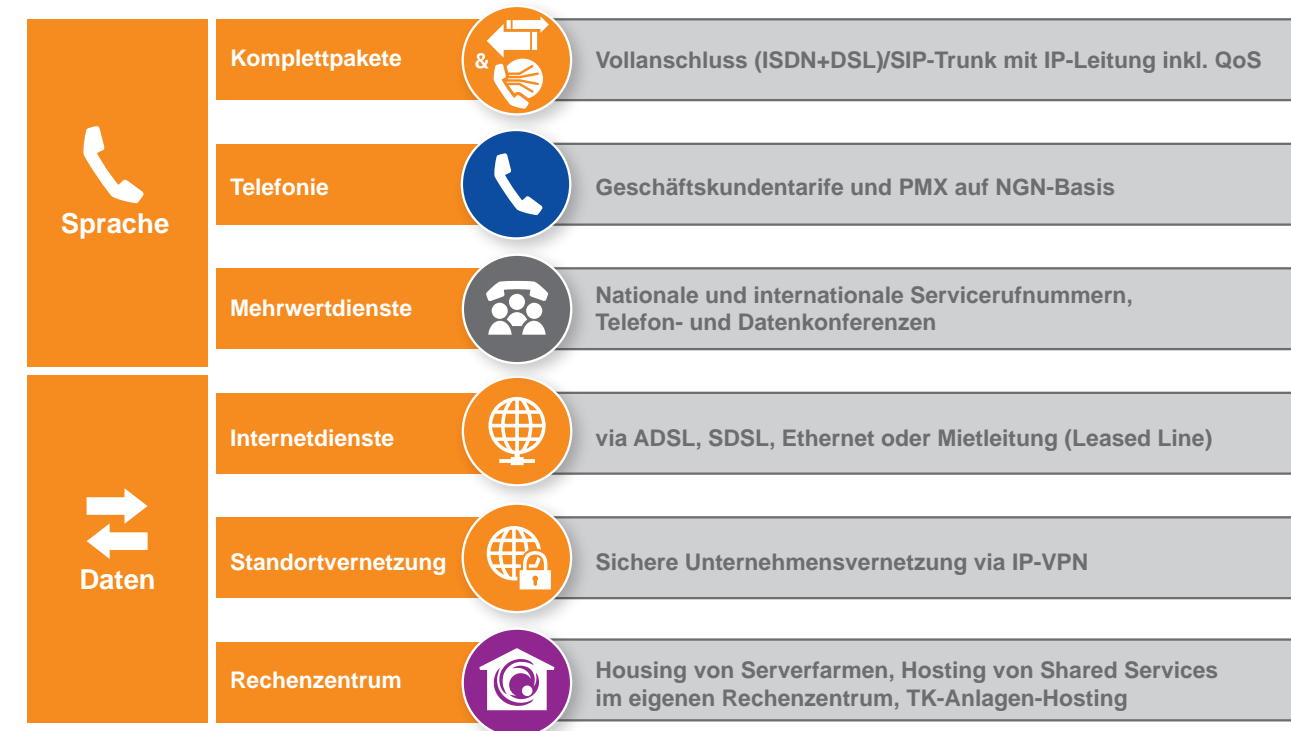 Sprache
Komplettpakete
&
Vollanschluss (ISDN+DSL)/SIP-Trunk mit IP-Leitung inkl. QoS
Telefonie
Geschäftskundentarife und PMX auf NGN-Basis
Mehrwertdienste
Nationale und internationale Servicerufnummern,
Telefon- und Datenkonferenzen
Daten
Internetdienste
via ADSL, SDSL, Ethernet oder Mietleitung (Leased Line)
Standortvernetzung
Sichere Unternehmensvernetzung via IP-VPN
Rechenzentrum
Housing von Serverfarmen, Hosting von Shared Services
im eigenen Rechenzentrum, TK-Anlagen-Hosting